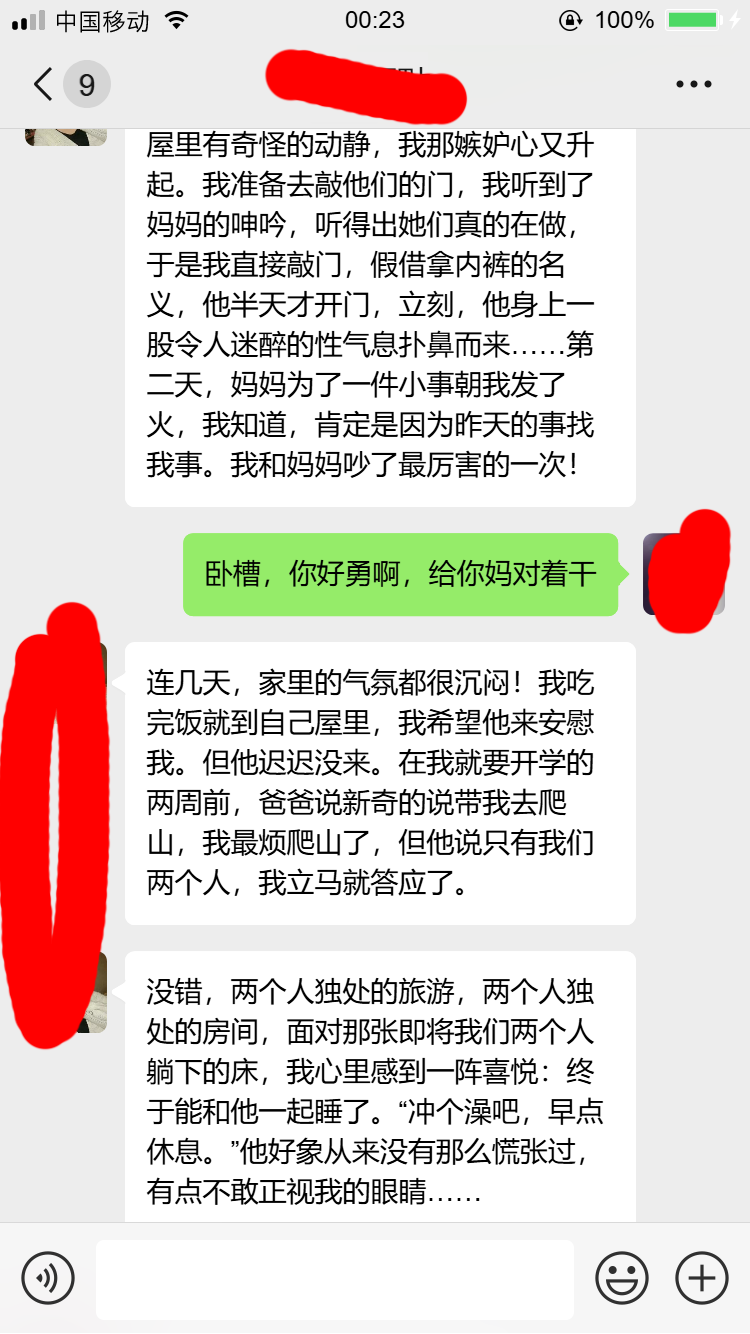 中国移动 00:23 100%
9
屋里有奇怪的动静，我那嫉妒心又升
起。我准备去敲他们的门，我听到了
妈妈的呻吟，听得出她们真的在做，
于是我直接敲门，假借拿内裤的名
义，他半天才开门，立刻，他身上一
股令人迷醉的性气息扑鼻而来……第
二天，妈妈为了一件小事朝我发了
火，我知道，肯定是因为昨天的事找
我事。我和妈妈吵了最厉害的一次！
卧槽，你好勇啊，给你妈对着干
连几天，家里的气氛都很沉闷！我吃
完饭就到自己屋里，我希望他来安慰
我。但他迟迟没来。在我就要开学的
两周前，爸爸说新奇的说带我去爬
山，我最烦爬山了，但他说只有我们
两个人，我立马就答应了。
没错，两个人独处的旅游，两个人独
处的房间，面对那张即将我们两个人
躺下的床，我心里感到一阵喜悦：终
于能和他一起睡了。“冲个澡吧，早点
休息。”他好象从来没有那么慌张过，
有点不敢正视我的眼睛……